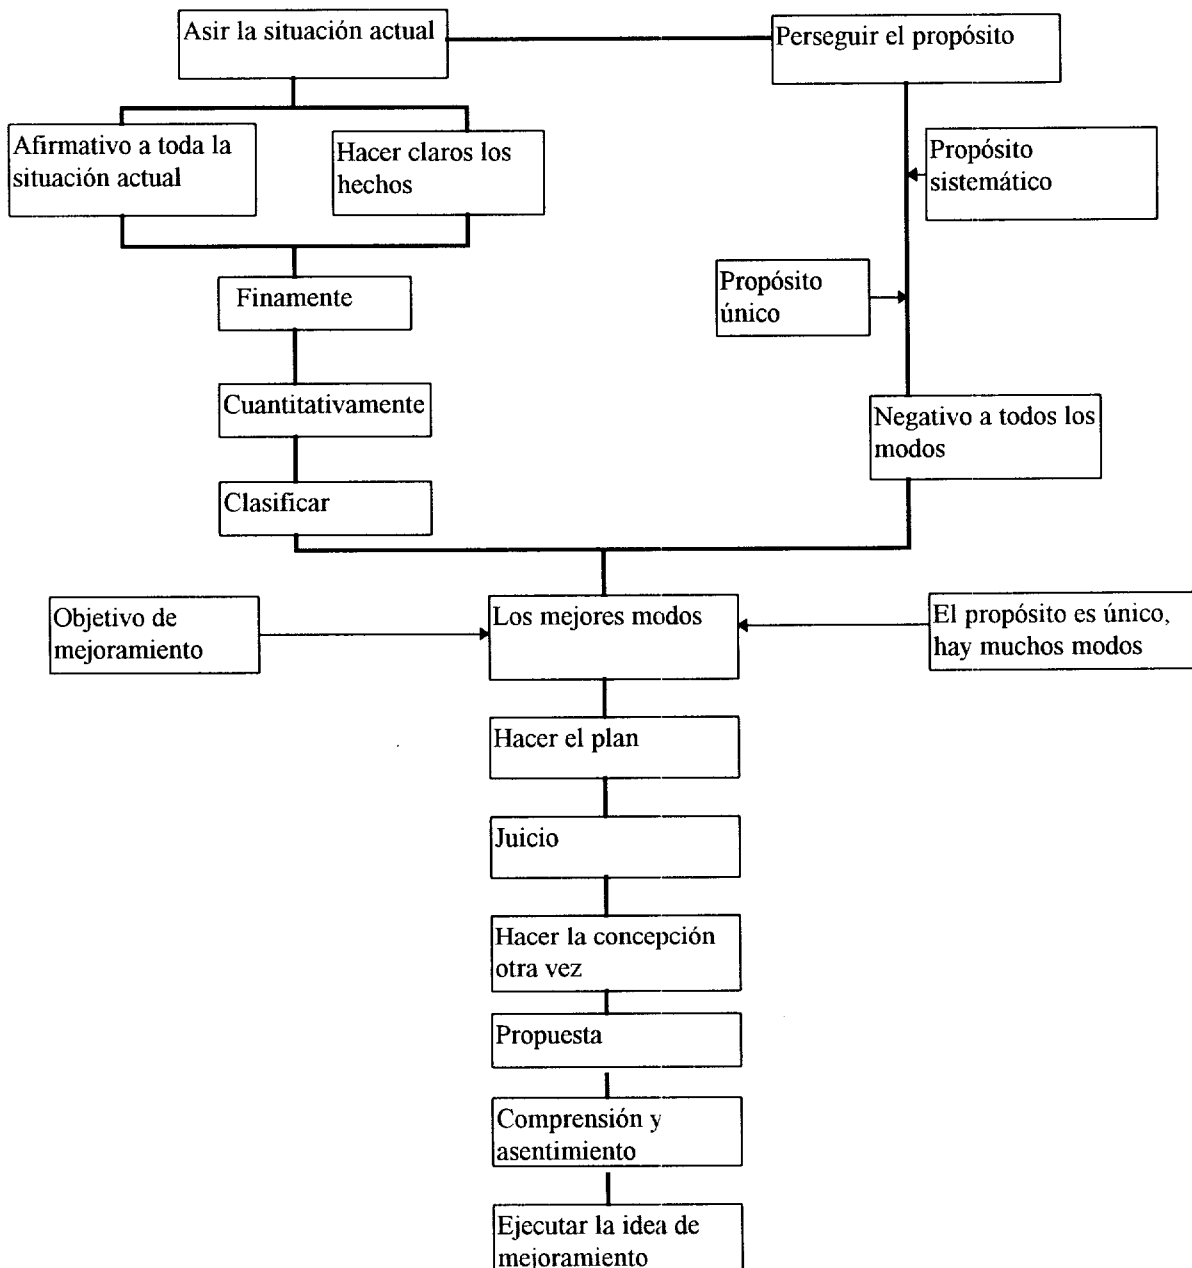 Asir la situación actual
Perseguir el propósito
Afirmativo a toda la
situación actual
Hacer claros los
hechos
Propósito
sistemático
Propósito
único
Finamente
Cuantitativamente
Negativo a todos los
modos
Clasificar
Objetivo de
mejoramiento
Los mejores modos
El propósito es único,
hay muchos modos
Hacer el plan
Juicio
Hacer la concepción
otra vez
Propuesta
Comprensión y
asentimiento
Ejecutar la idea de
mejoramiento